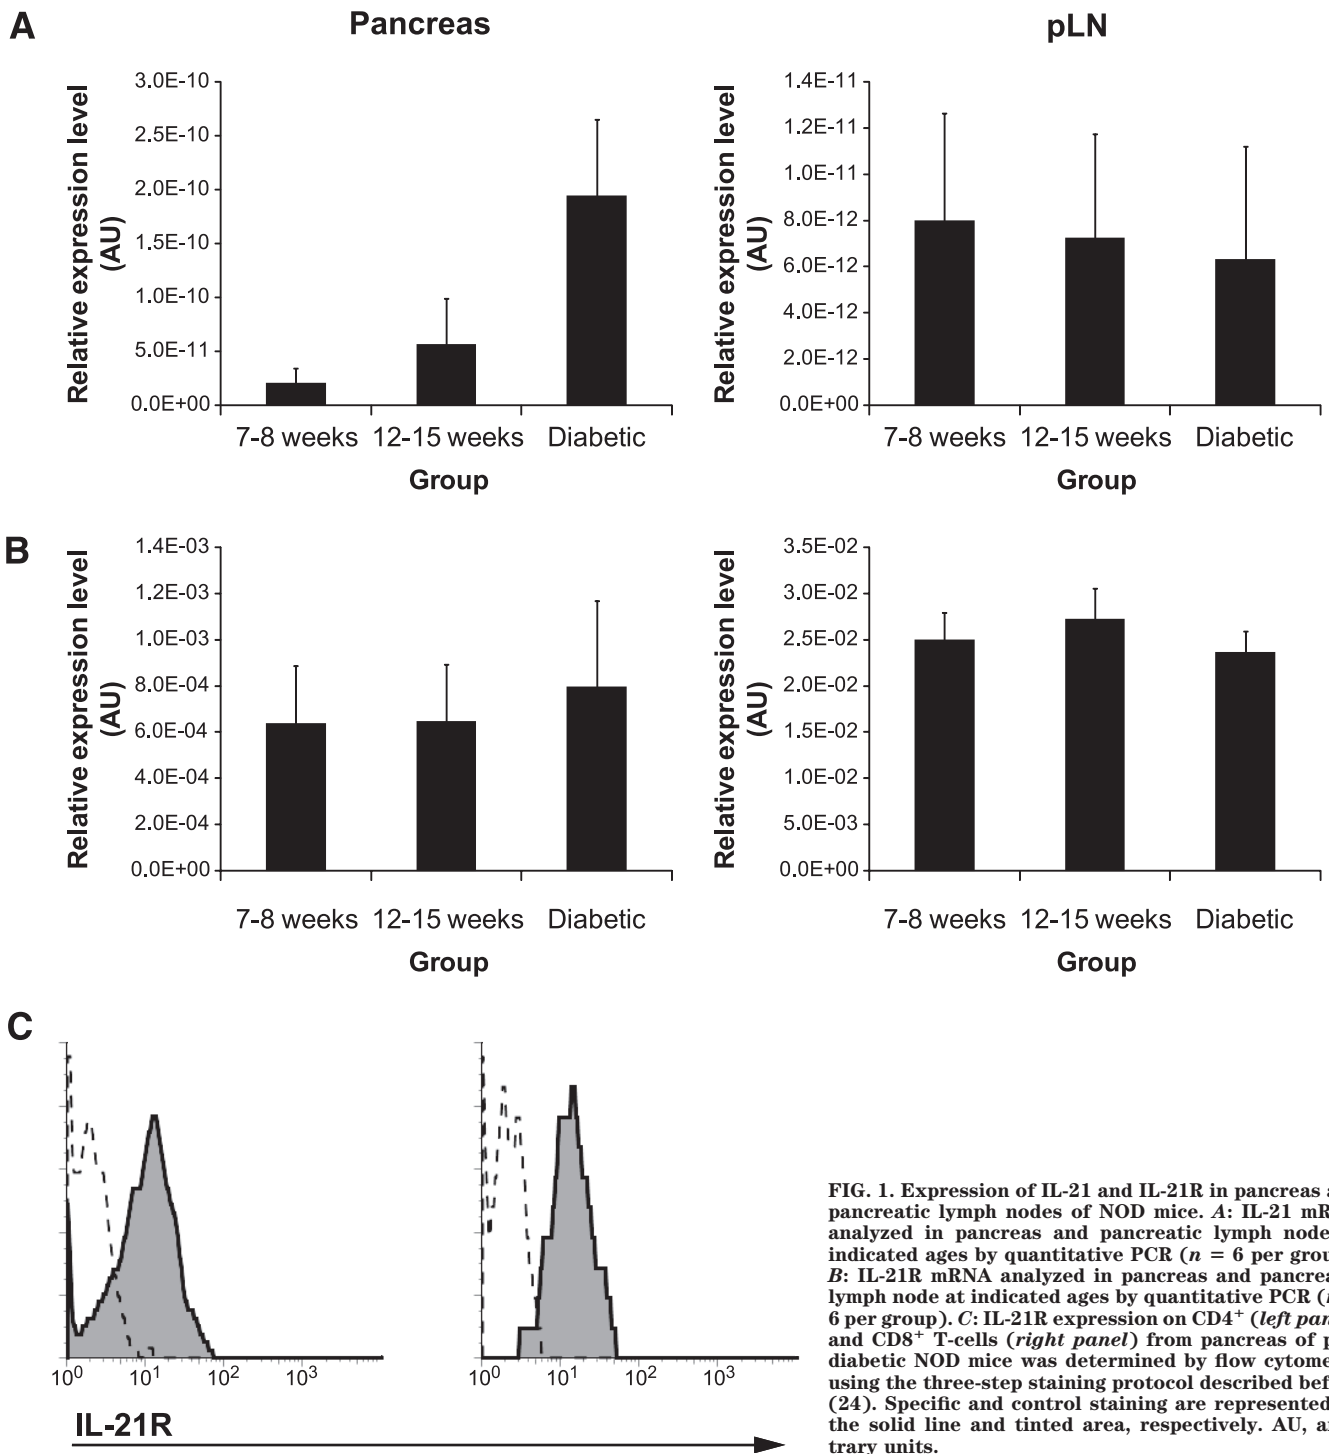 A
Pancreas
pLN
Relative expression level
(AU)
3.0E-10
2.5E-10
2.0E-10
1.5E-10
1.0E-10
5.0E-11
0.0E+00
7-8 weeks 12-15 weeks Diabetic
Group
Relative expression level
(AU)
1.4E-11
1.2E-11
1.0E-11
8.0E-12
6.0E-12
4.0E-12
2.0E-12
0.0E+00
7-8 weeks 12-15 weeks Diabetic
Group
B
Relative expression level
(AU)
1.4E-03
1.2E-03
1.0E-03
8.0E-04
6.0E-04
4.0E-04
2.0E-04
0.0E+00
7-8 weeks 12-15 weeks Diabetic
Group
Relative expression level
(AU)
3.5E-02
3.0E-02
2.5E-02
2.0E-02
1.5E-02
1.0E-02
5.0E-03
0.0E+00
7-8 weeks 12-15 weeks Diabetic
Group
C
10⁰ 10¹ 10² 10³
10⁰ 10¹ 10² 10³
IL-21R
FIG. 1. Expression of IL-21 and IL-21R in pancreas
pancreatic lymph nodes of NOD mice. A: IL-21
analyzed in pancreas and pancreatic lymph node
indicated ages by quantitative PCR (n = 6 per
B: IL-21R mRNA analyzed in pancreas and
lymph node at indicated ages by quantitative PCR
6 per group). C: IL-21R expression on CD4⁺ (left
and CD8⁺ T-cells (right panel) from pancreas of
diabetic NOD mice was determined by flow
using the three-step staining protocol described
(24). Specific and control staining are represented
the solid line and tinted area, respectively. AU,
trary units.